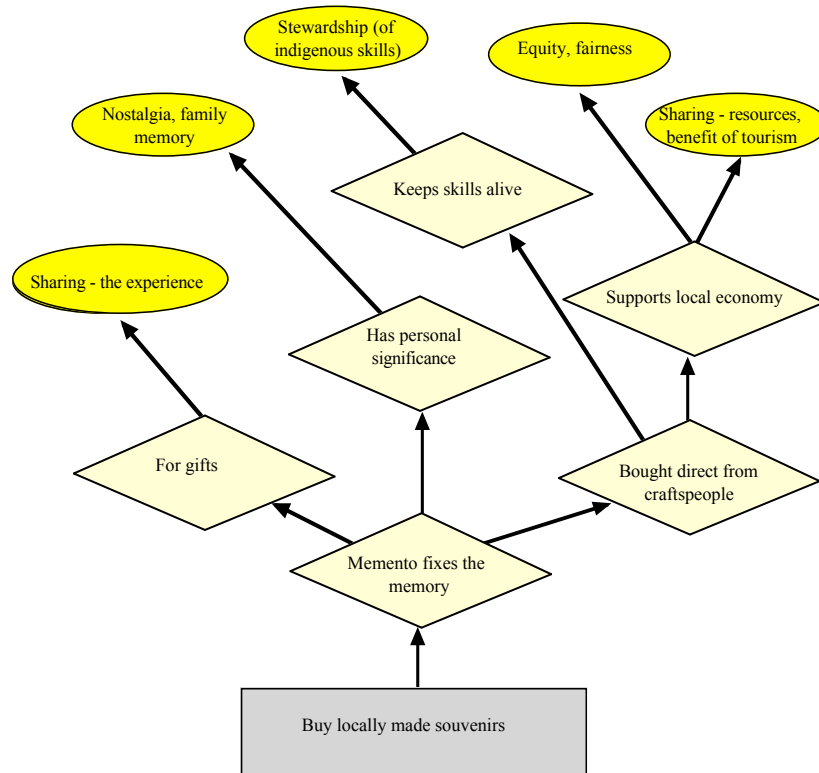 Stewardship (of
indigenous skills)
Equity, fairness
Nostalgia, family
memory
Sharing - resources,
benefit of tourism
Keeps skills alive
Sharing - the experience
Supports local economy
Has personal
significance
For gifts
Bought direct from
craftspeople
Memento fixes the
memory
Buy locally made souvenirs